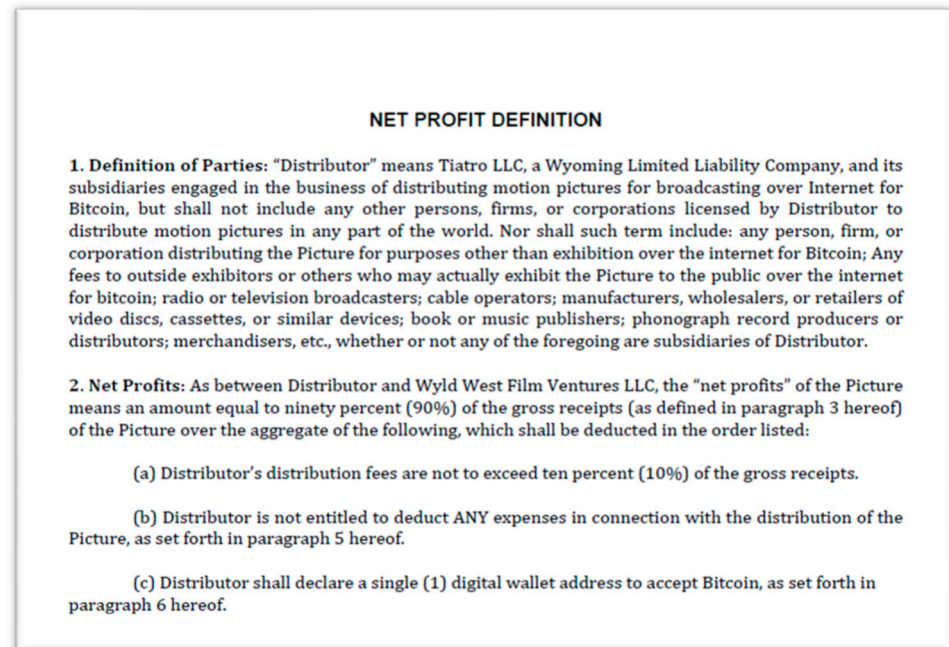 NET PROFIT DEFINITION
1. Definition of Parties: “Distributor” means Tiatro LLC, a Wyoming Limited Liability Company, and its
subsidiaries engaged in the business of distributing motion pictures for broadcasting over Internet for
Bitcoin, but shall not include any other persons, firms, or corporations licensed by Distributor to
distribute motion pictures in any part of the world. Nor shall such term include: any person, firm, or
corporation distributing the Picture for purposes other than exhibition over the internet for Bitcoin; Any
fees to outside exhibitors or others who may actually exhibit the Picture to the public over the internet
for bitcoin; radio or television broadcasters; cable operators; manufacturers, wholesalers, or retailers of
video discs, cassettes, or similar devices; book or music publishers; phonograph record producers or
distributors; merchandisers, etc., whether or not any of the foregoing are subsidiaries of Distributor.
2. Net Profits: As between Distributor and Wyld West Film Ventures LLC, the “net profits” of the Picture
means an amount equal to ninety percent (90%) of the gross receipts (as defined in paragraph 3 hereof)
of the Picture over the aggregate of the following, which shall be deducted in the order listed:
(a) Distributor’s distribution fees are not to exceed ten percent (10%) of the gross receipts.
(b) Distributor is not entitled to deduct ANY expenses in connection with the distribution of the
Picture, as set forth in paragraph 5 hereof.
(c) Distributor shall declare a single (1) digital wallet address to accept Bitcoin, as set forth in
paragraph 6 hereof.